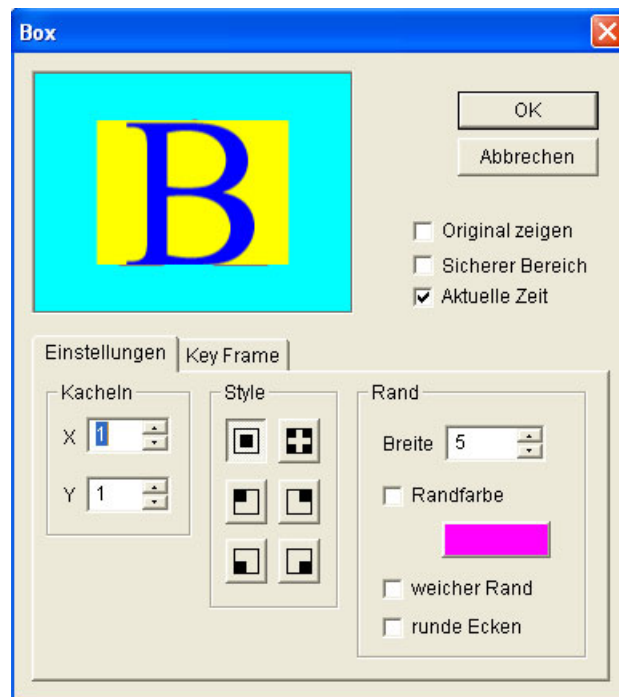 Box
B
OK
Abbrechen
Original zeigen
Sicherer Bereich
Aktuelle Zeit
Einstellungen
Key Frame
Kacheln
X 1
Y 1
Style
Rand
Breite 5
Randfarbe
weicher Rand
runde Ecken